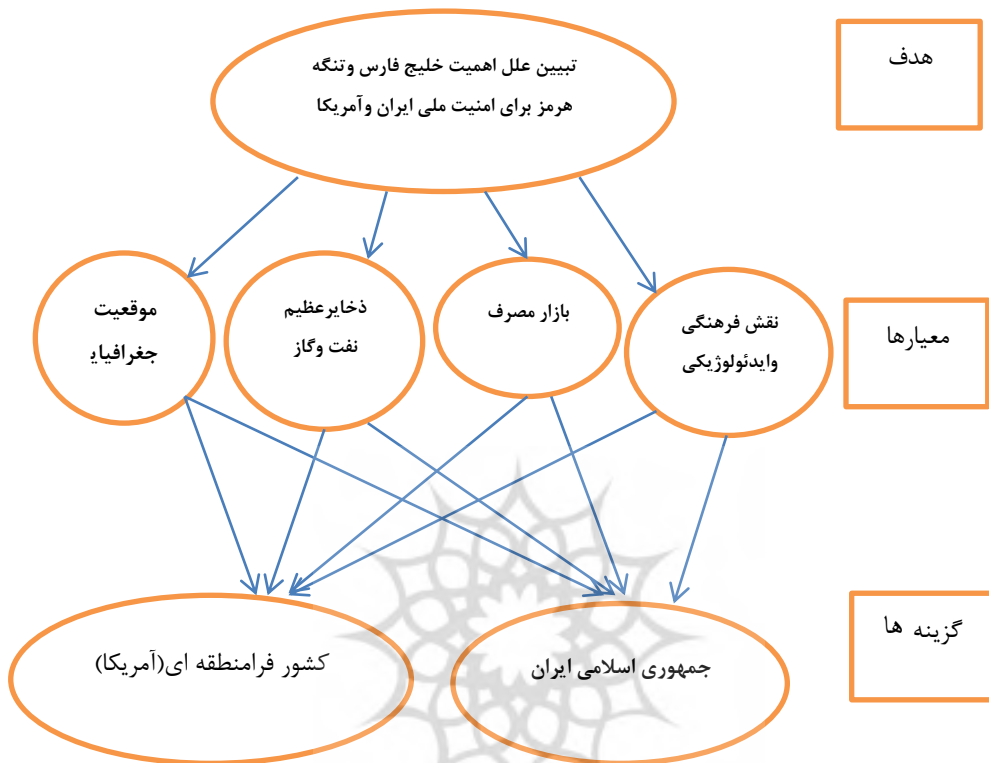 هدف
تبیین علل اهمیت خلیج فارس وتنگه
هرمز برای امنیت ملی ایران وآمریکا
معیارها
نقش فرهنگی
وایدئولوژیکی
بازار مصرف
ذخایرعظیم
نفت وگاز
موقعیت
جغرافیای
گزینه ها
جمهوری اسلامی ایران
کشور فرامنطقه ای(آمریکا)